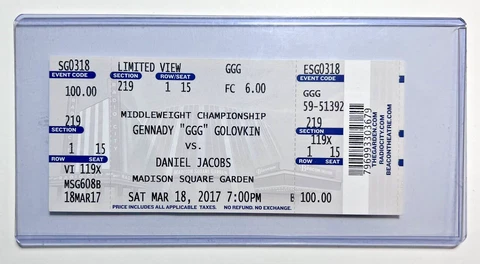 SG0318
EVENT CODE
100.00
219
SECTION
1 15
ROW SEAT
VI 119X
MSG608B
18MAR17
LIMITED VIEW
GGG
SECTION ROW/SEAT
219 1 15
FC 6.00
MIDDLEWEIGHT CHAMPIONSHIP
GENNADY "GGG" GOLOVKIN
VS.
DANIEL JACOBS
MADISON SQUARE GARDEN
SAT MAR 18, 2017 7:00PM
PRICE INCLUDES ALL APPLICABLE TAXES. NO REFUND. NO EXCHANGE.
ESG0318
EVENT CODE
GGG
59-51392
219
SECTION
119X
1 15
ROW SEAT
B 100.00
THEGARDEN.COM
RADIOCITY.COM
BEACONTHEATRE.COM